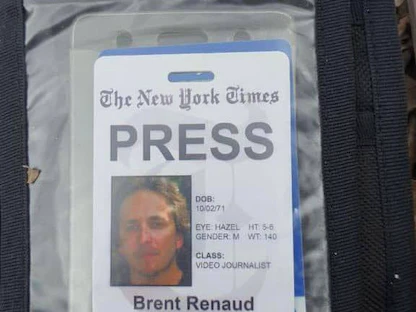 The New York Times
PRESS
DOB:
10/02/71
EYE: HAZEL HT: 5-8
GENDER: M WT: 140
CLASS:
VIDEO JOURNALIST
Brent Renaud